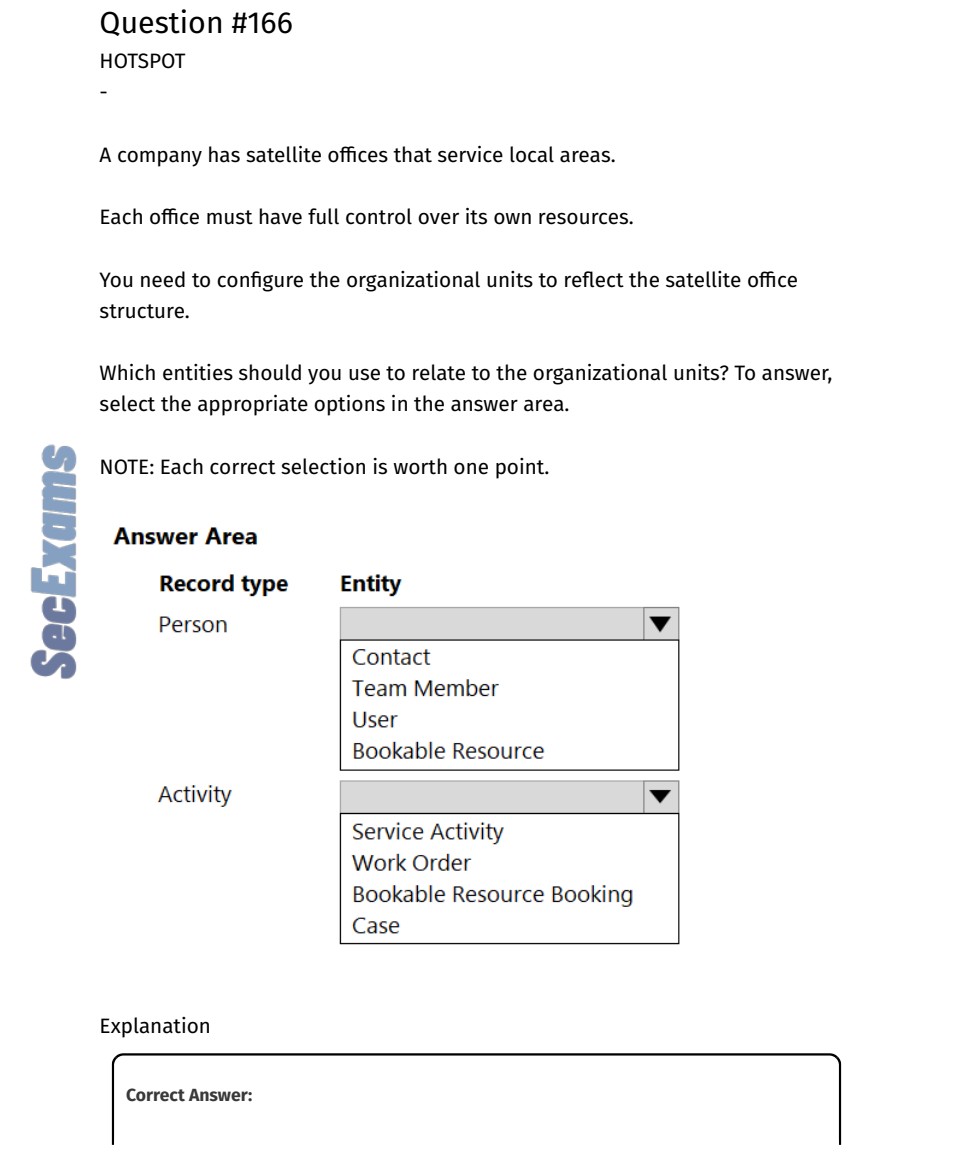 Question #166
HOTSPOT
-
A company has satellite offices that service local areas.
Each office must have full control over its own resources.
You need to configure the organizational units to reflect the satellite office
structure.
Which entities should you use to relate to the organizational units? To answer,
select the appropriate options in the answer area.
NOTE: Each correct selection is worth one point.
SecExams
Answer Area
Record type Entity
Person
Contact
Team Member
User
Bookable Resource
Activity
Service Activity
Work Order
Bookable Resource Booking
Case
Explanation
Correct Answer: